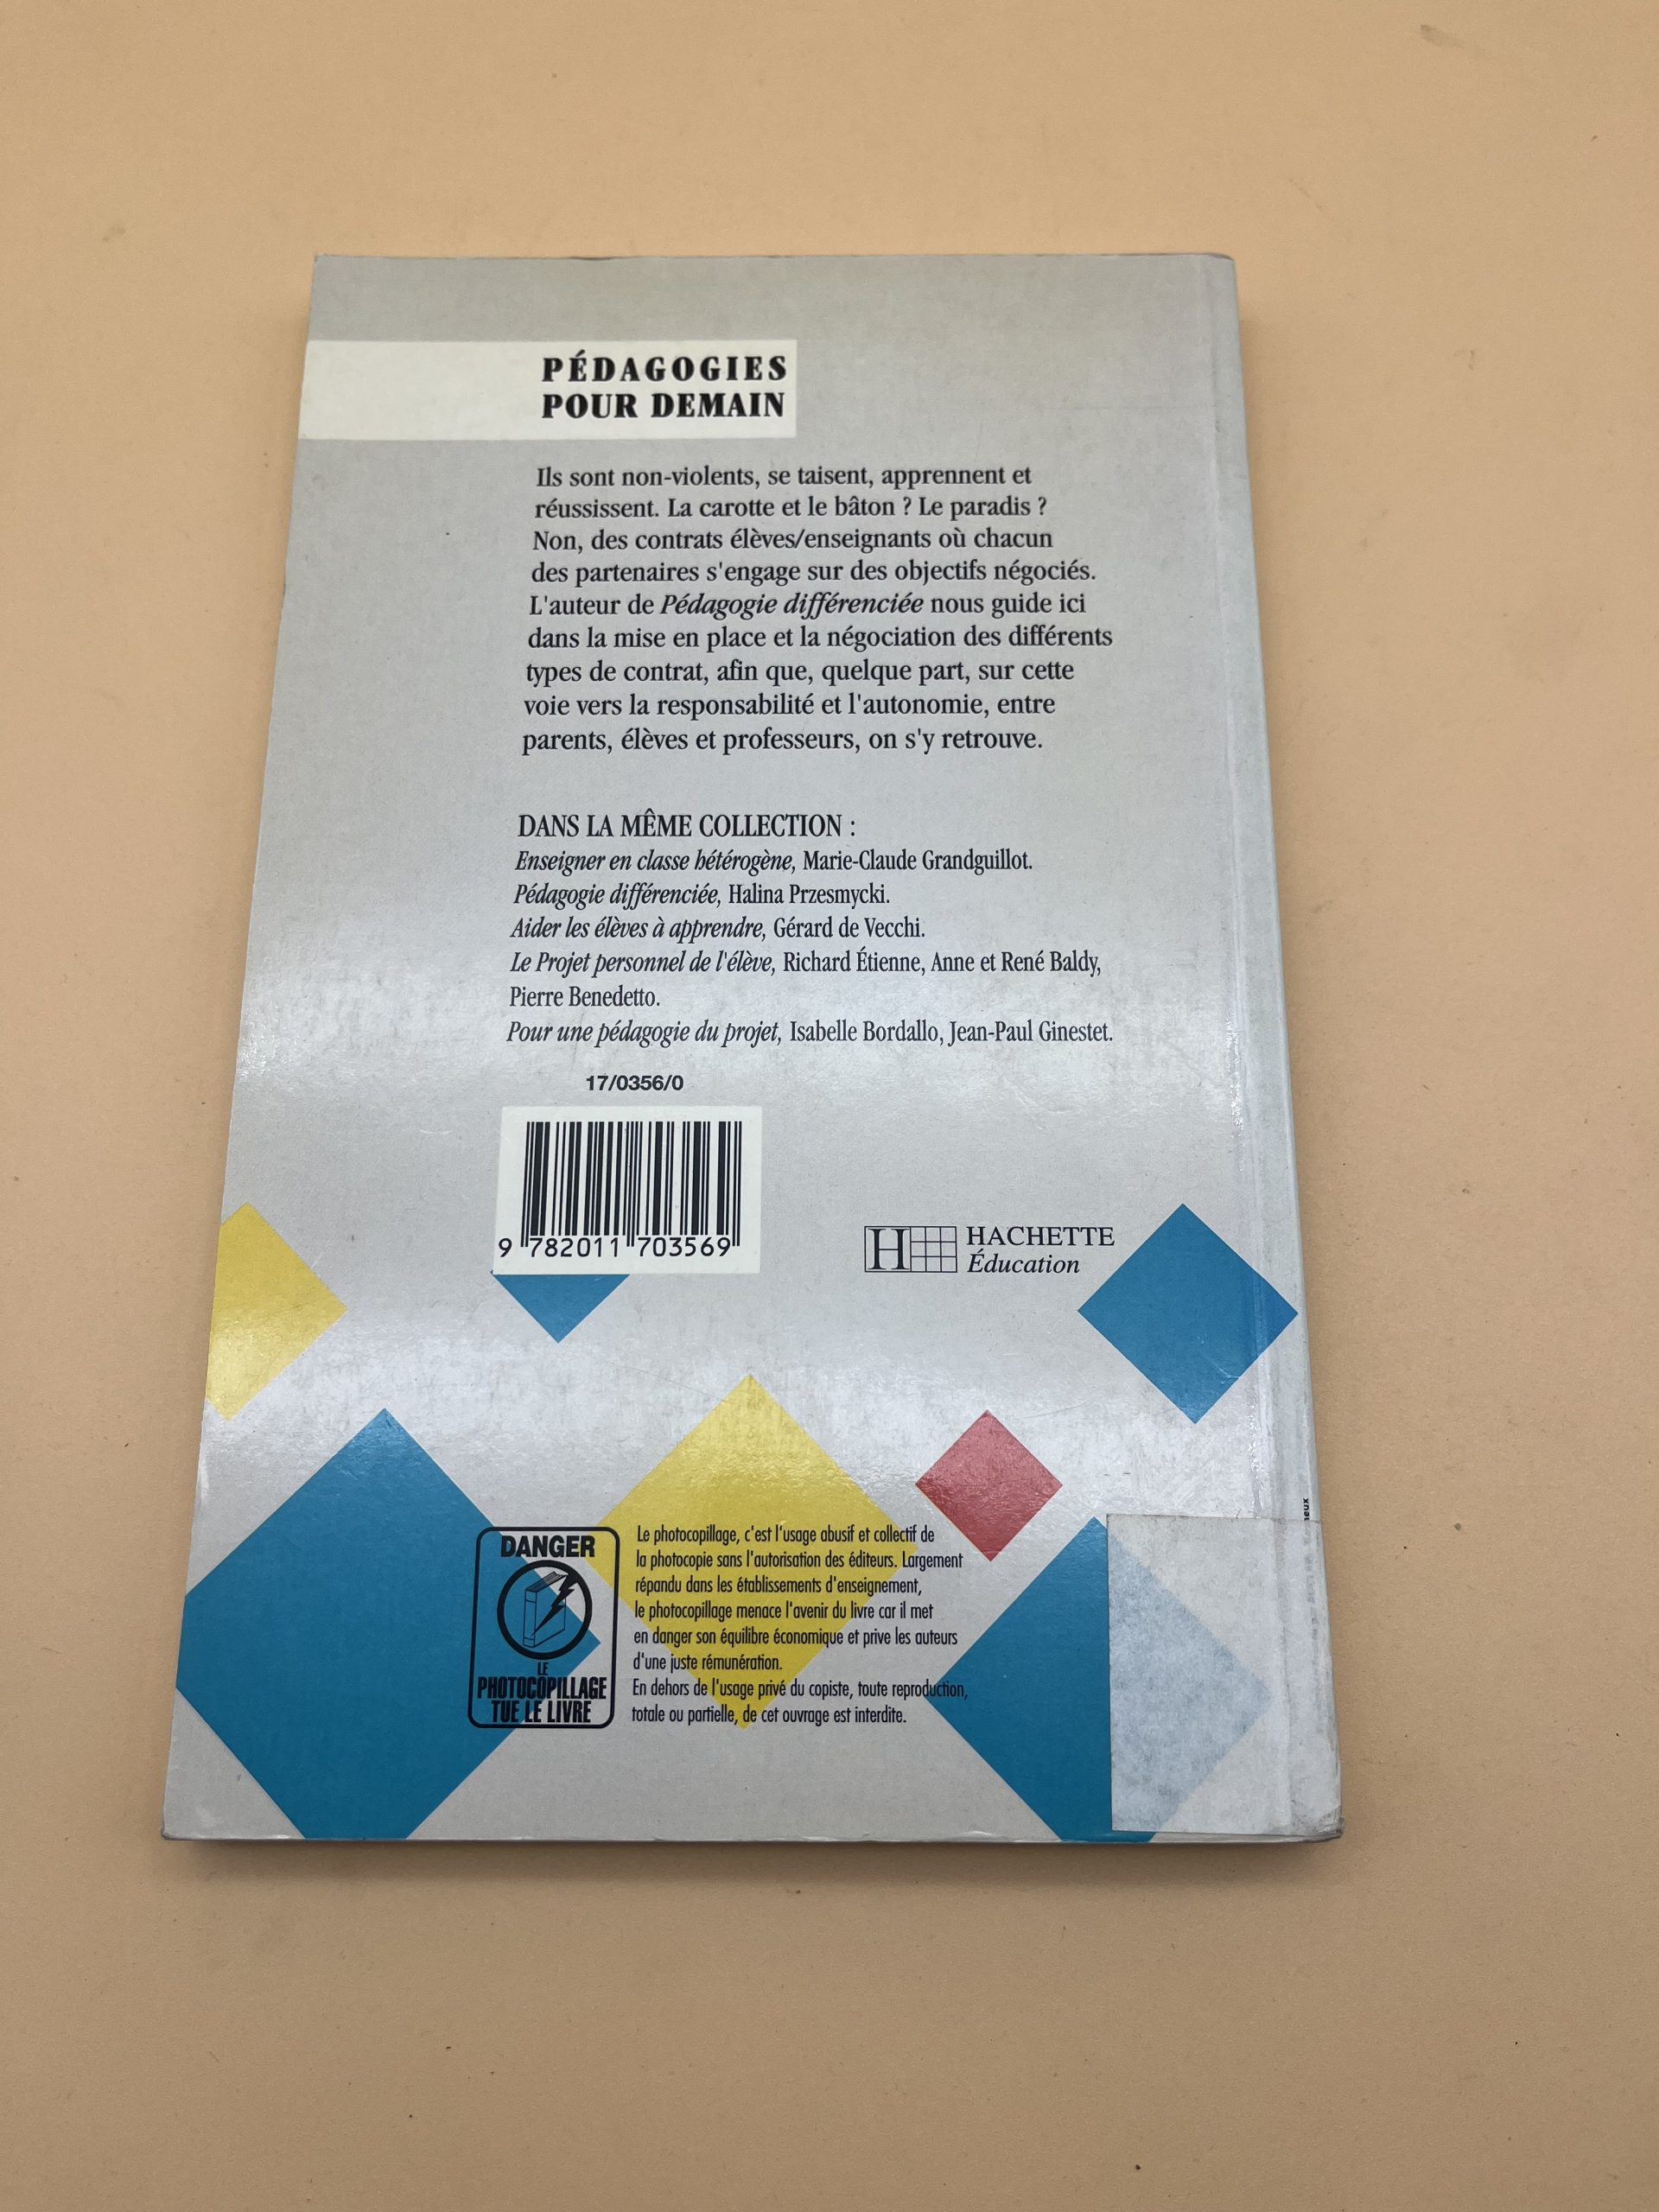 PÉDAGOGIES
POUR DEMAIN
Ils sont non-violents, se taisent, apprennent et
réussissent. La carotte et le bâton ? Le paradis ?
Non, des contrats élèves/enseignants où chacun
des partenaires s'engage sur des objectifs négociés.
L'auteur de Pédagogie différenciée nous guide ici
dans la mise en place et la négociation des différents
types de contrat, afin que, quelque part, sur cette
voie vers la responsabilité et l'autonomie, entre
parents, élèves et professeurs, on s'y retrouve.
DANS LA MÊME COLLECTION :
Enseigner en classe hétérogène, Marie-Claude Grandguillot.
Pédagogie différenciée, Halina Przesmycki.
Aider les élèves à apprendre, Gérard de Vecchi.
Le Projet personnel de l'élève, Richard Étienne, Anne et René Baldy,
Pierre Benedetto.
Pour une pédagogie du projet, Isabelle Bordallo, Jean-Paul Ginestet.
17/0356/0
9 782011 703569
H HACHETTE
Éducation
DANGER
LE
PHOTOCOPILLAGE
TUE LE LIVRE
Le photocopillage, c'est l'usage abusif et collectif de
la photocopie sans l'autorisation des éditeurs. Largement
répandu dans les établissements d'enseignement,
le photocopillage menace l'avenir du livre car il met
en danger son équilibre économique et prive les auteurs
d'une juste rémunération.
En dehors de l'usage privé du copiste, toute reproduction,
totale ou partielle, de cet ouvrage est interdite.